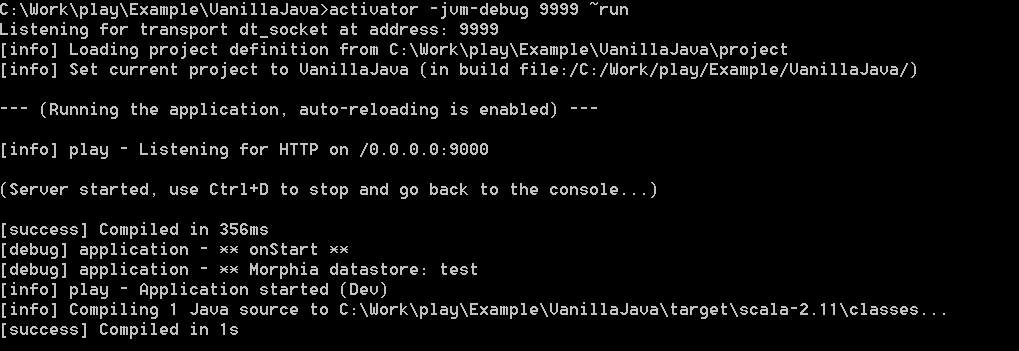 C:\Work\play\Example\VanillaJava>activator -jvm-debug 9999 ~run
Listening for transport dt_socket at address: 9999
[info] Loading project definition from C:\Work\play\Example\VanillaJava\project
[info] Set current project to VanillaJava (in build file:/C:/Work/play/Example/VanillaJava/)
--- (Running the application, auto-reloading is enabled) ---
[info] play - Listening for HTTP on /0.0.0.0:9000
(Server started, use Ctrl+D to stop and go back to the console...)
[success] Compiled in 356ms
[debug] application - ** onStart **
[debug] application - ** Morphia datastore: test
[info] play - Application started (Dev)
[info] Compiling 1 Java source to C:\Work\play\Example\VanillaJava\target\scala-2.11\classes...
[success] Compiled in 1s